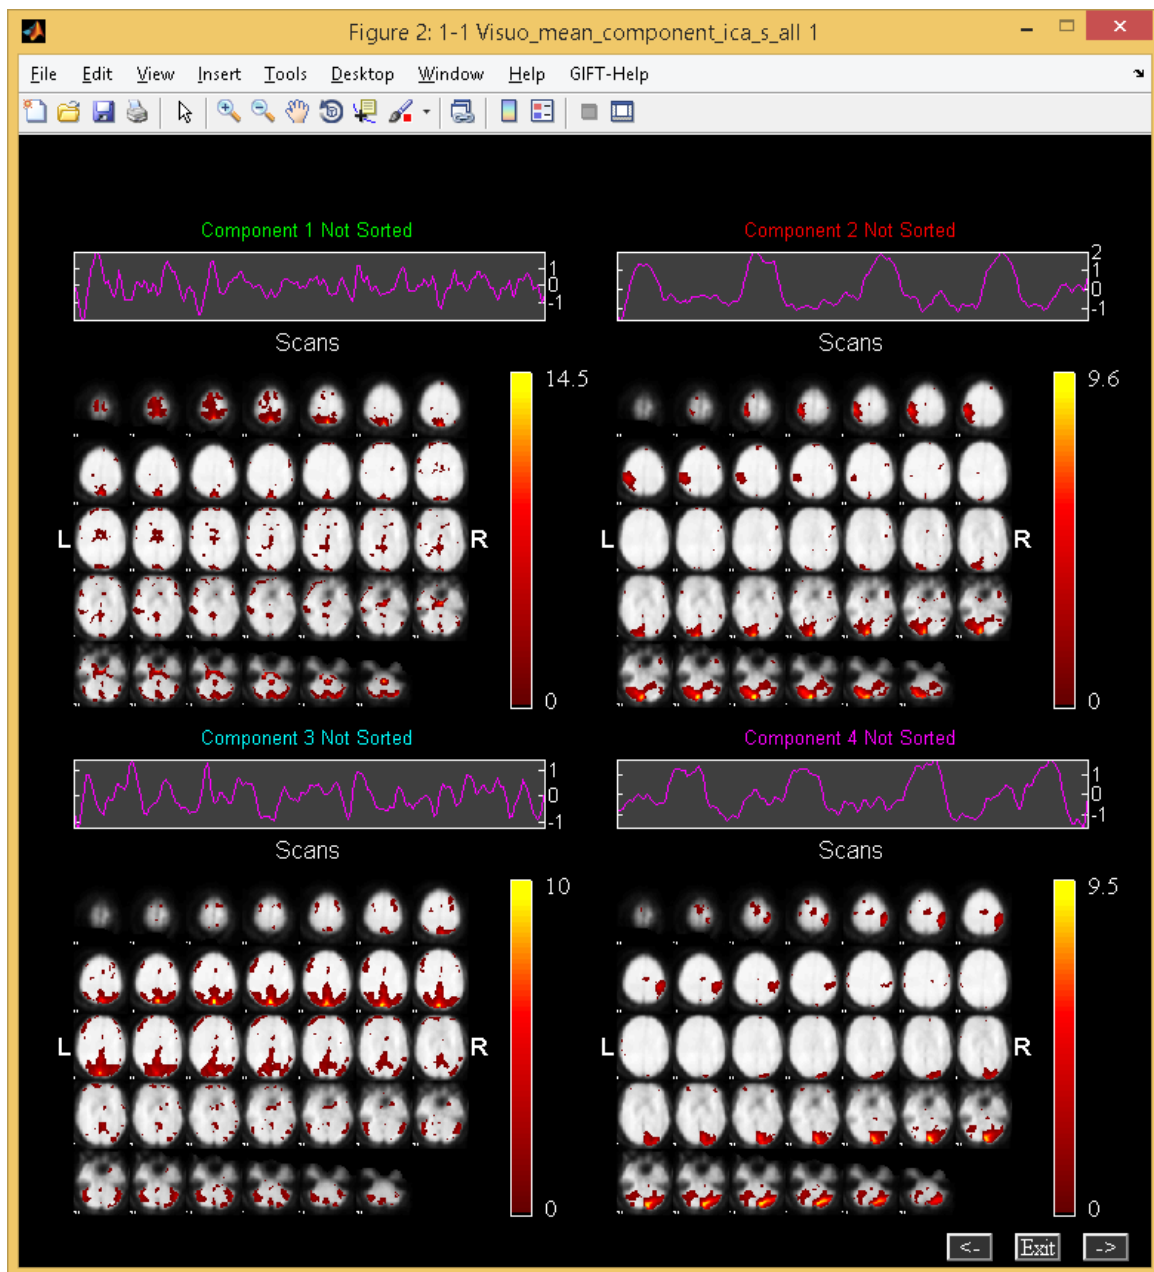 Figure 2: 1-1 Visuo_mean_component_ica_s_all 1
File Edit View Insert Tools Desktop Window Help GIFT-Help
Component 1 Not Sorted
1
0
-1
Scans
14.5
0
L
R
Component 2 Not Sorted
2
1
0
-1
Scans
9.6
0
L
R
Component 3 Not Sorted
1
0
-1
Scans
10
0
L
R
Component 4 Not Sorted
1
0
-1
Scans
9.5
0
L
R
<- Exit ->